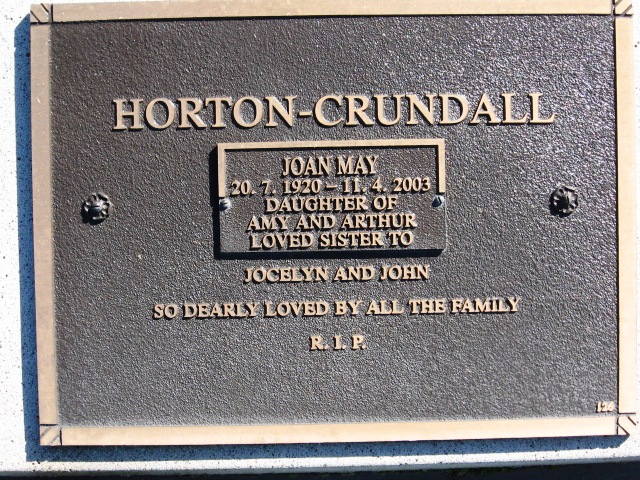 HORTON-CRUNDALL
JOAN MAY
20. 7. 1920 – 11. 4. 2003
DAUGHTER OF
AMY AND ARTHUR
LOVED SISTER TO
JOCELYN AND JOHN
SO DEARLY LOVED BY ALL THE FAMILY
R. I. P.